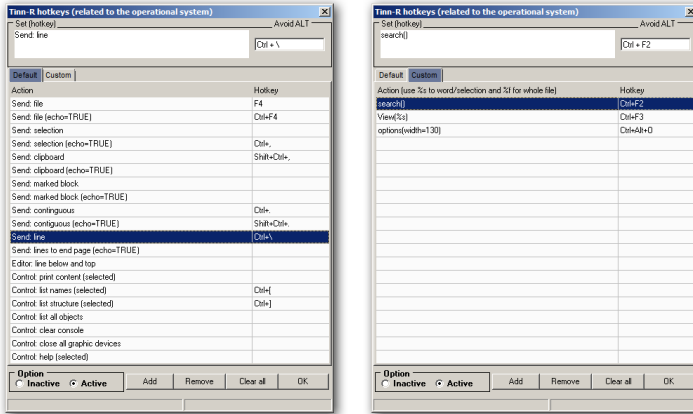 Tinn-R hotkeys (related to the operational system)
Set (hotkey) Avoid ALT
Send: line
Ctrl + \
Default Custom
Action Hotkey
Send: file F4
Send: file (echo=TRUE) Ctrl+F4
Send: selection
Send: selection (echo=TRUE) Ctrl+,
Send: clipboard Shift+Ctrl+,
Send: clipboard (echo=TRUE)
Send: marked block
Send: marked block (echo=TRUE)
Send: continguous Ctrl+.
Send: contiguous (echo=TRUE) Shift+Ctrl+.
Send: line Ctrl+\
Send: lines to end page (echo=TRUE)
Editor: line below and top
Control: print content (selected)
Control: list names (selected) Ctrl+[
Control: list structure (selected) Ctrl+]
Control: list all objects
Control: clear console
Control: close all graphic devices
Control: help (selected)
Option
Inactive Active Add Remove Clear all OK
Tinn-R hotkeys (related to the operational system)
Set (hotkey) Avoid ALT
search()
Ctrl + F2
Default Custom
Action (use %s to word/selection and %f for whole file) Hotkey
search() Ctrl+F2
View(%s) Ctrl+F3
options(width=130) Ctrl+Alt+O
Option
Inactive Active Add Remove Clear all OK